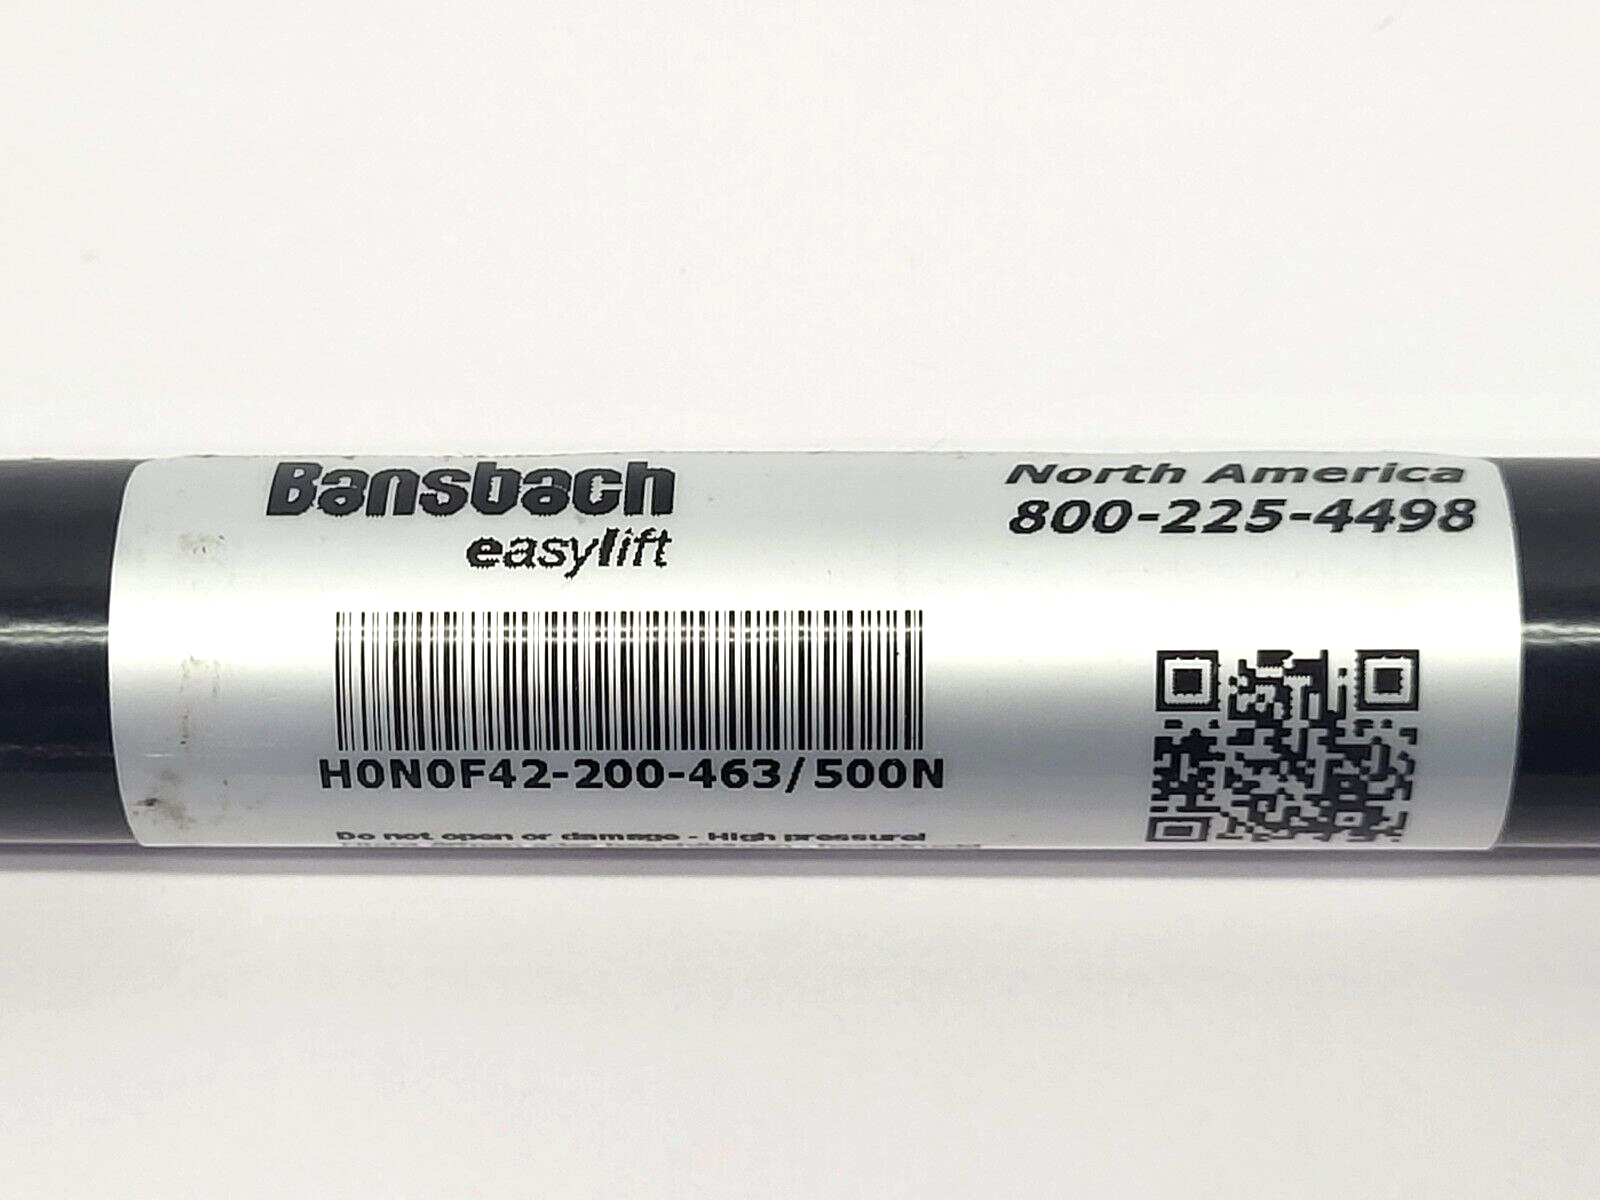 Bansbach
easylift
North America
800-225-4498
H0N0F42-200-463/500N
Do not open or damage - High pressure!